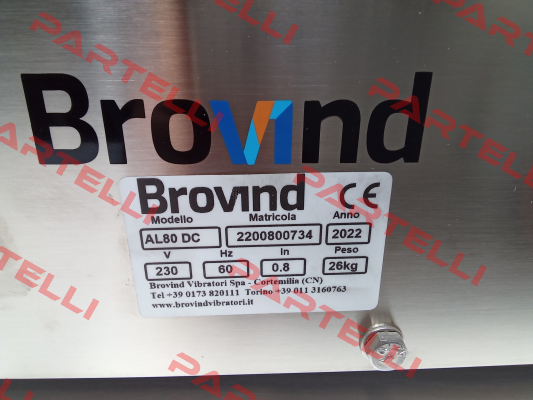 Brovind
Brovind CE
Modello Matricola Anno
AL80 DC 2200800734 2022
V Hz In Peso
230 60 0.8 26kg
Brovind Vibratori Spa - Cortemilia (CN)
Tel +39 0173 820111 Torino +39 011 3160763
www.brovindvibratori.it
PARTELLI
PARTELLI
PARTELLI
PARTELLI
PARTELLI
PARTELLI